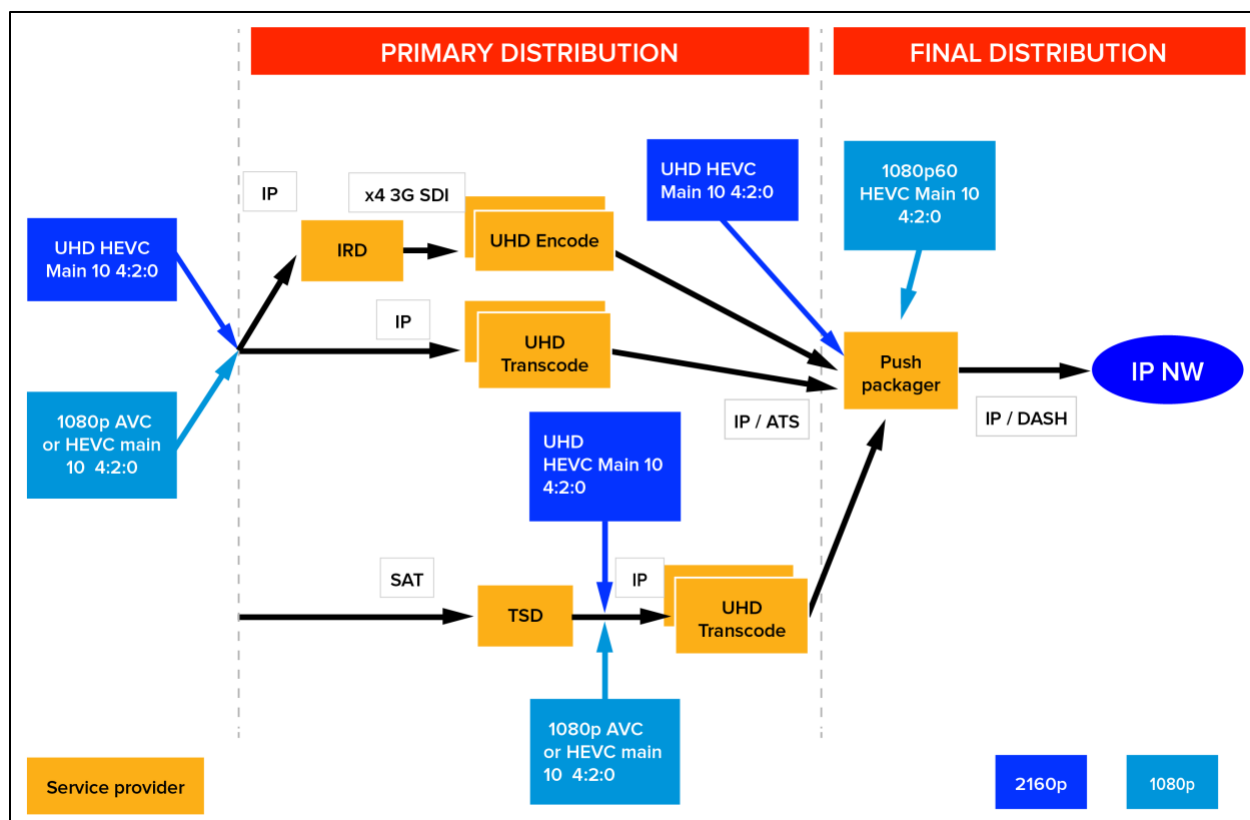 PRIMARY DISTRIBUTION
FINAL DISTRIBUTION
UHD HEVC
Main 10 4:2:0
1080p AVC
or HEVC main
10 4:2:0
IP
x4 3G SDI
IRD
UHD Encode
IP
UHD
Transcode
UHD HEVC
Main 10 4:2:0
1080p60
HEVC Main 10
4:2:0
Push
packager
IP NW
IP / ATS
IP / DASH
UHD
HEVC Main 10
4:2:0
SAT
TSD
IP
UHD
Transcode
1080p AVC
or HEVC main
10 4:2:0
Service provider
2160p
1080p